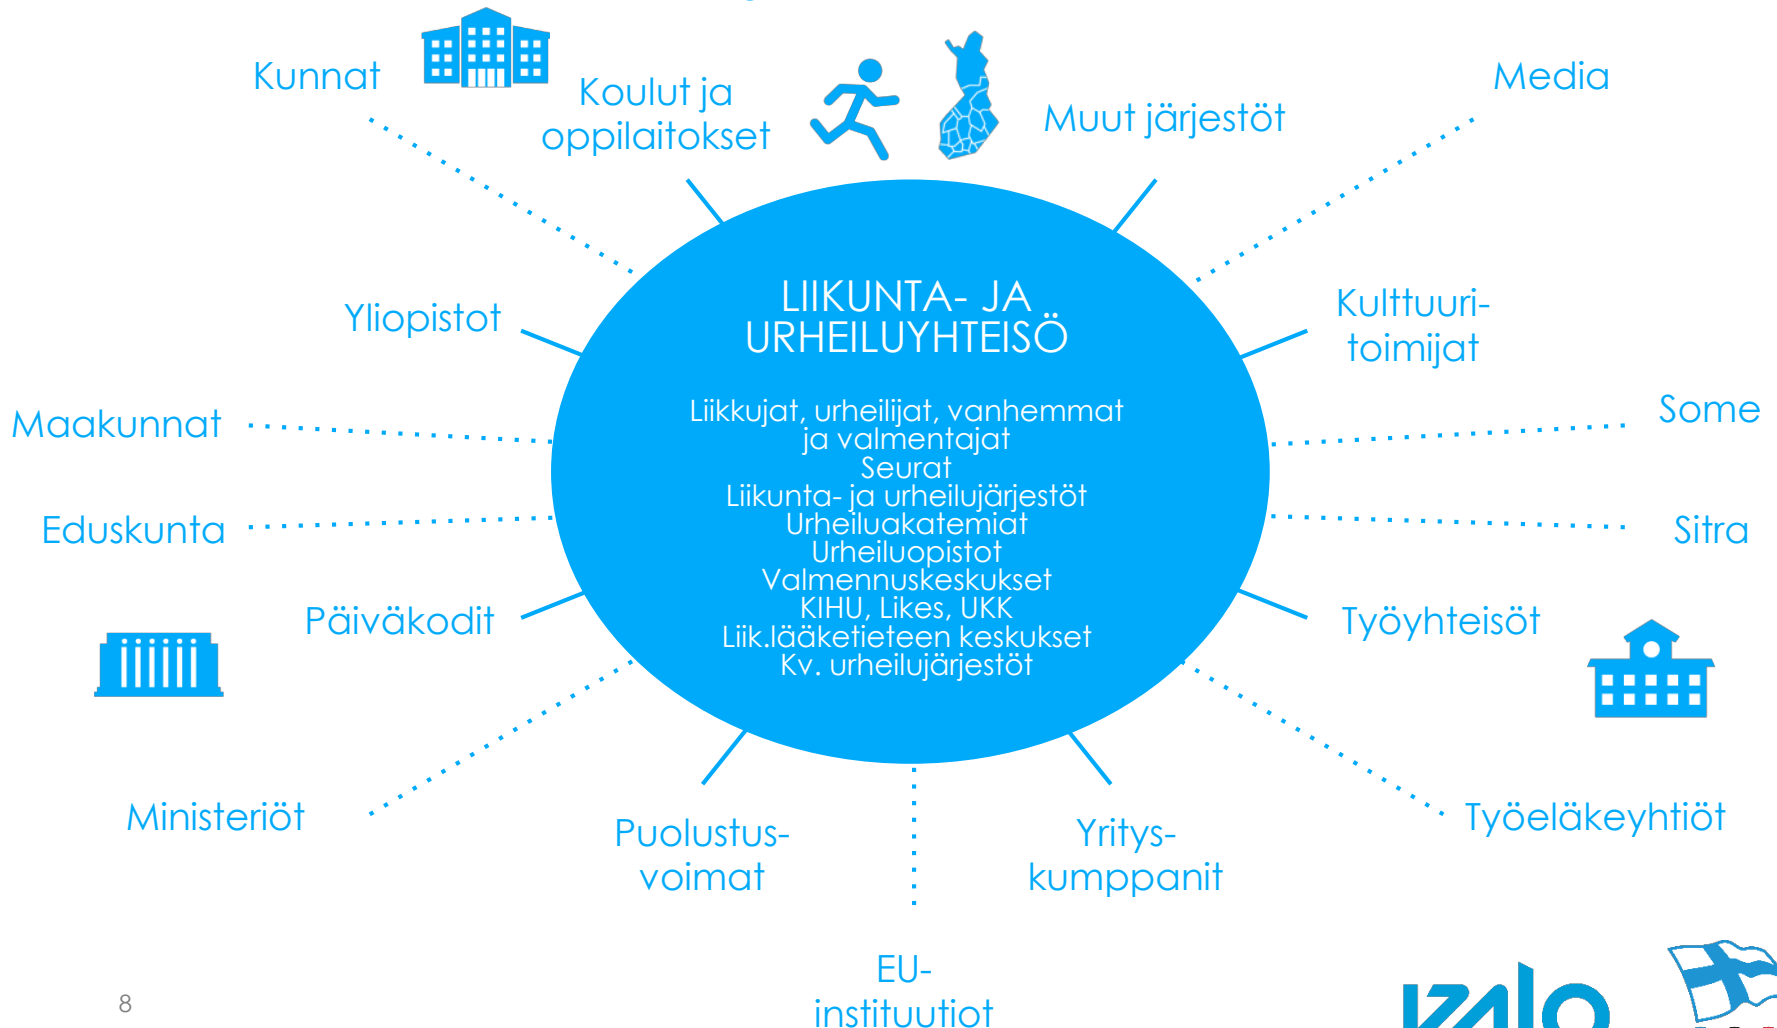 Kunnat
Koulut ja
oppilaitokset
Muut järjestöt
Media
Yliopistot
Kulttuuri-
toimijat
Maakunnat
Some
Eduskunta
Sitra
Päiväkodit
Työyhteisöt
Ministeriöt
Puolustus-
voimat
Yritys-
kumppanit
Työeläkeyhtiöt
EU-
instituutiot
LIIKUNTA- JA
URHEILUYHTEISÖ
Liikkujat, urheilijat, vanhemmat
ja valmentajat
Seurat
Liikunta- ja urheilujärjestöt
Urheiluakatemiat
Urheiluopistot
Valmennuskeskukset
KIHU, Likes, UKK
Liik.lääketieteen keskukset
Kv. urheilujärjestöt
8